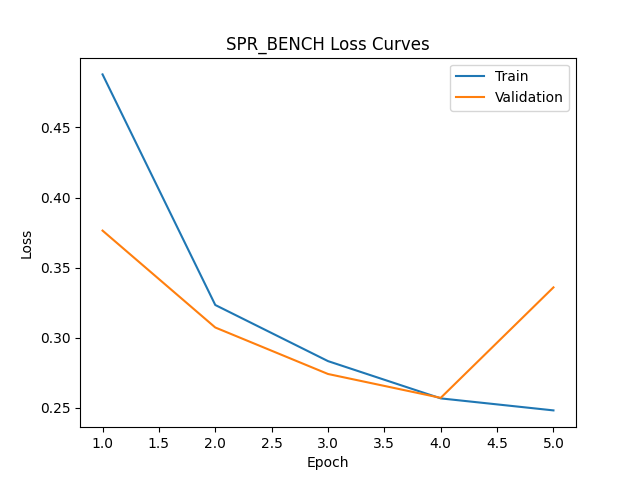 SPR_BENCH Loss Curves
Train
Validation
0.45
0.40
0.35
0.30
0.25
Loss
1.0 1.5 2.0 2.5 3.0 3.5 4.0 4.5 5.0
Epoch